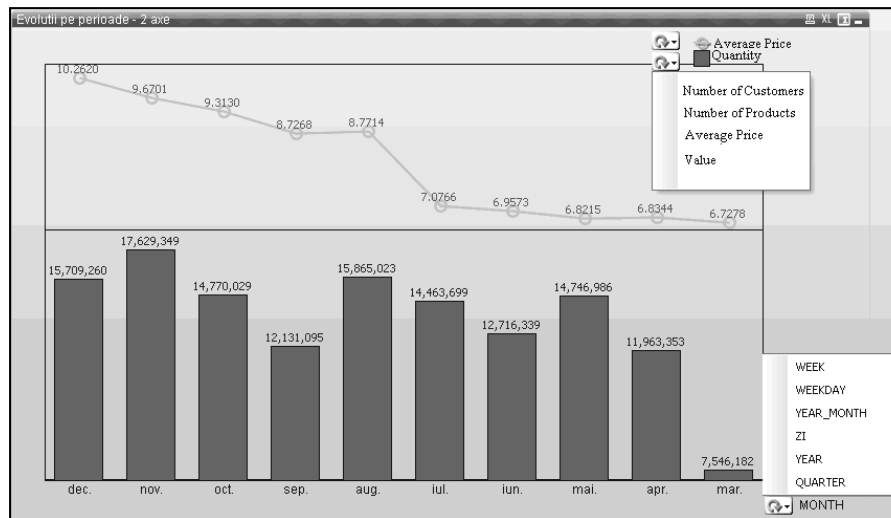 Evolutii pe perioade - 2 axe
XL
Average Price
Quantity
Number of Customers
Number of Products
Average Price
Value
10.2620
9.6701
9.3130
8.7268
8.7714
7.0766
6.9573
6.8215
6.8344
6.7278
15,709,260
17,629,349
14,770,029
12,131,095
15,865,023
14,463,699
12,716,339
14,746,986
11,963,353
7,546,182
dec.
nov.
oct.
sep.
aug.
iul.
iun.
mai.
apr.
mar.
WEEK
WEEKDAY
YEAR_MONTH
ZI
YEAR
QUARTER
MONTH